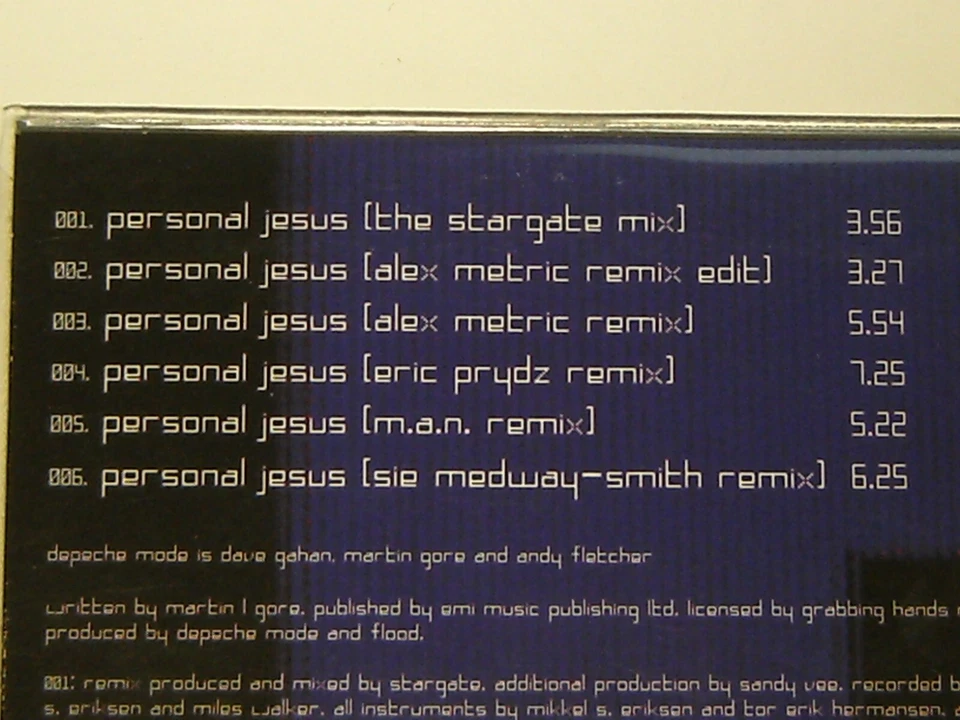 001. personal jesus [the stargate mix] 3.56
002. personal jesus [alex metric remix edit] 3.27
003. personal jesus [alex metric remix] 5.54
004. personal jesus [eric prydz remix] 7.25
005. personal jesus [m.a.n. remix] 5.22
006. personal jesus [sie medway-smith remix] 6.25
depeche mode is dave gahan, martin gore and andy fletcher
written by martin l gore. published by emi music publishing ltd. licensed by grabbing hands
produced by depeche mode and flood.
001: remix produced and mixed by stargate. additional production by sandy vee. recorded b
s. eriksen and miles walker. all instruments by mikkel s. eriksen and tor erik hermansen.